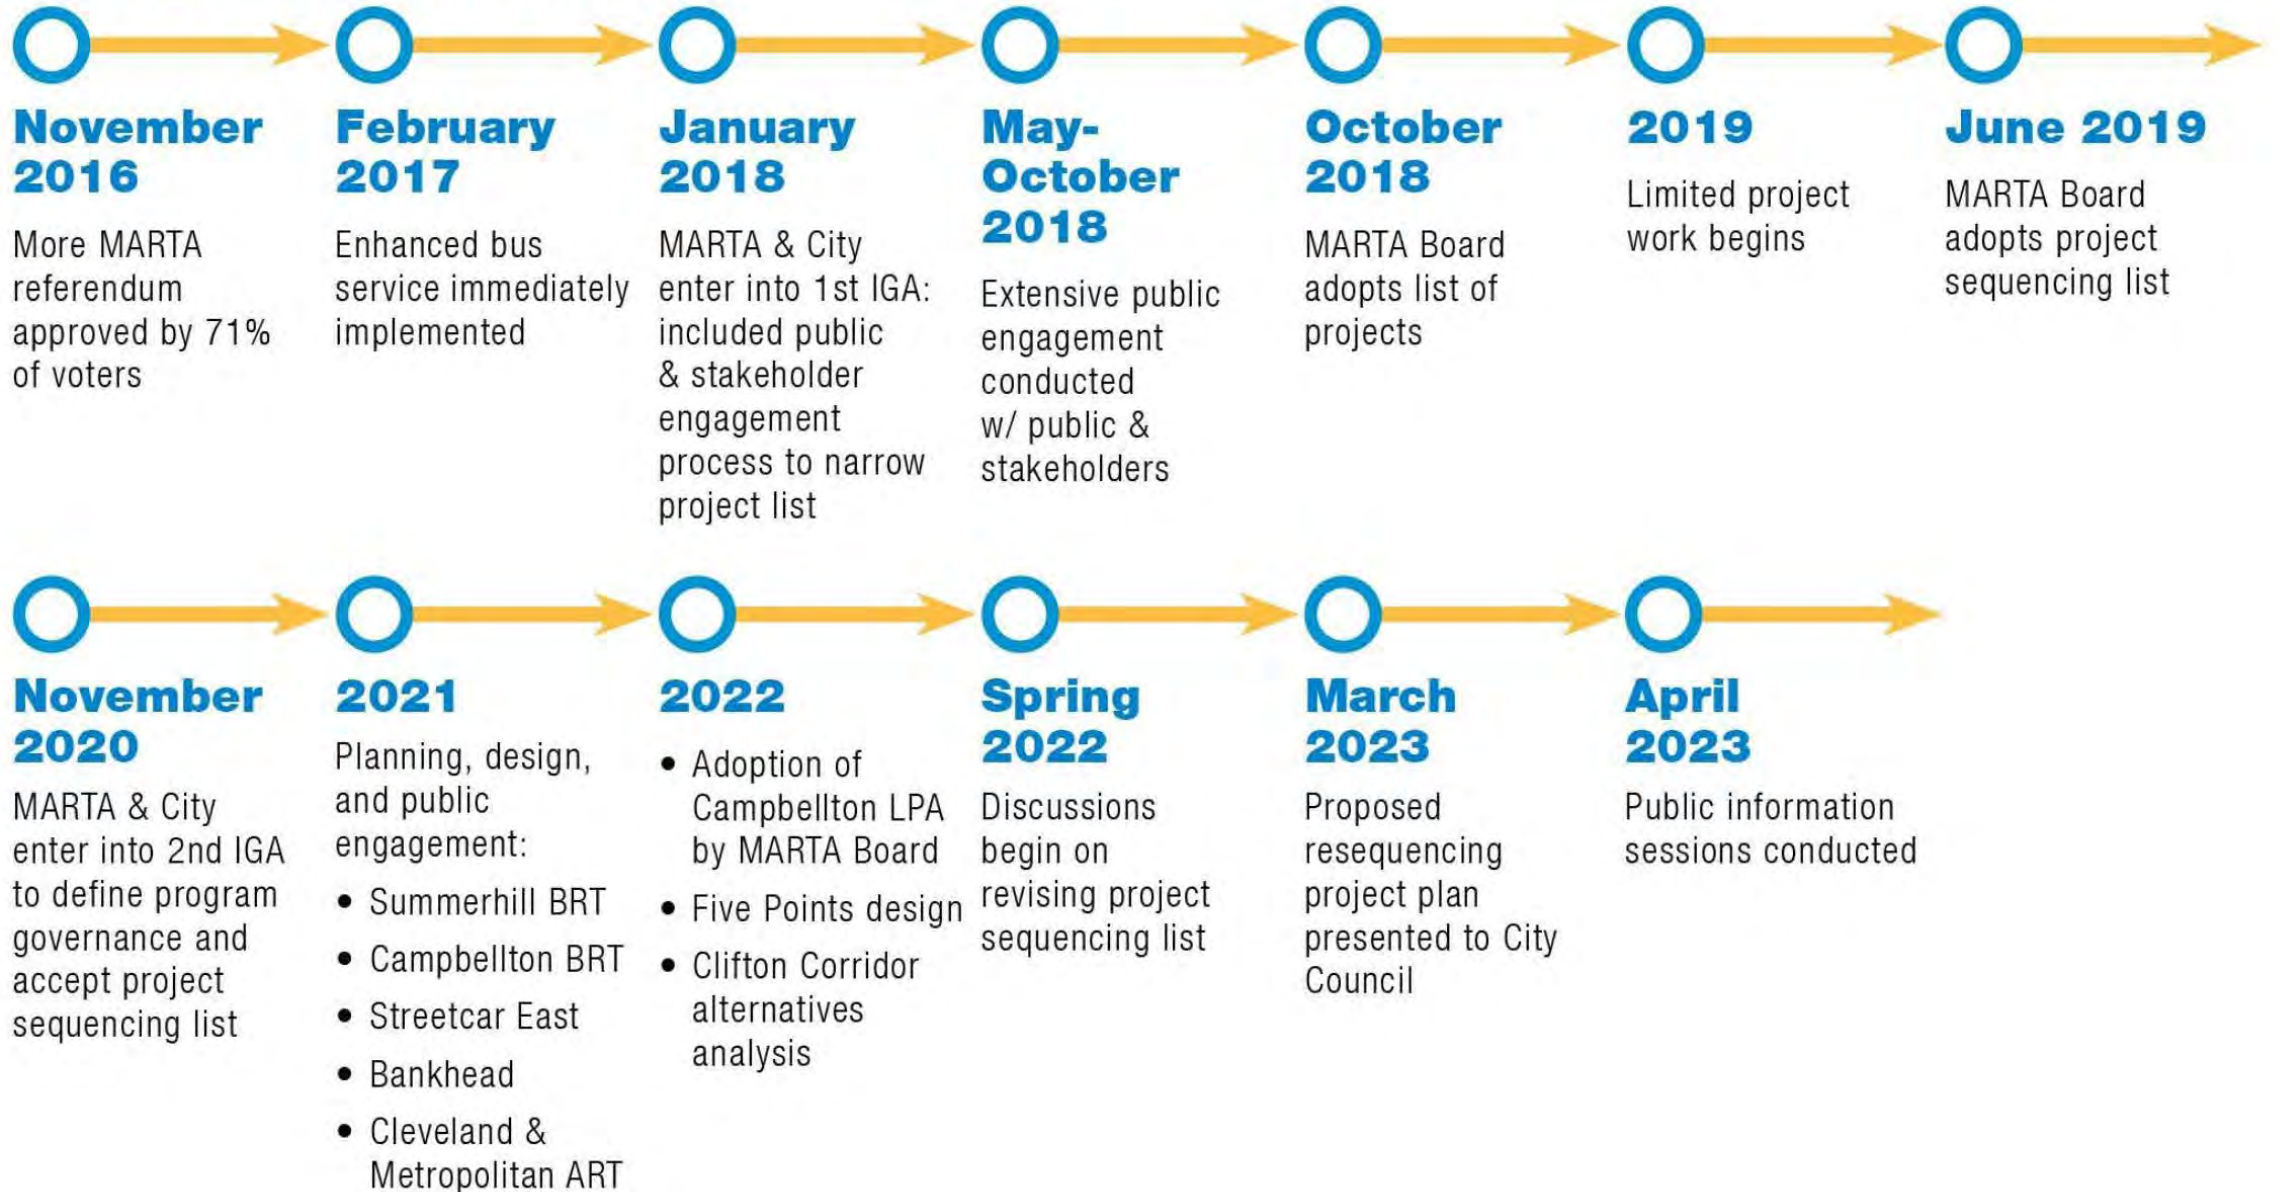 November
2016
More MARTA
referendum
approved by 71%
of voters
February
2017
Enhanced bus
service immediately
implemented
January
2018
MARTA & City
enter into 1st IGA:
included public
& stakeholder
engagement
process to narrow
project list
May-
October
2018
Extensive public
engagement
conducted
w/ public &
stakeholders
October
2018
MARTA Board
adopts list of
projects
2019
Limited project
work begins
June 2019
MARTA Board
adopts project
sequencing list
November
2020
MARTA & City
enter into 2nd IGA
to define program
governance and
accept project
sequencing list
2021
Planning, design,
and public
engagement:
• Summerhill BRT
• Campbellton BRT
• Streetcar East
• Bankhead
• Cleveland &
Metropolitan ART
2022
• Adoption of
Campbellton LPA
by MARTA Board
• Five Points design
• Clifton Corridor
alternatives
analysis
Spring
2022
Discussions
begin on
revising project
sequencing list
March
2023
Proposed
resequencing
project plan
presented to City
Council
April
2023
Public information
sessions conducted